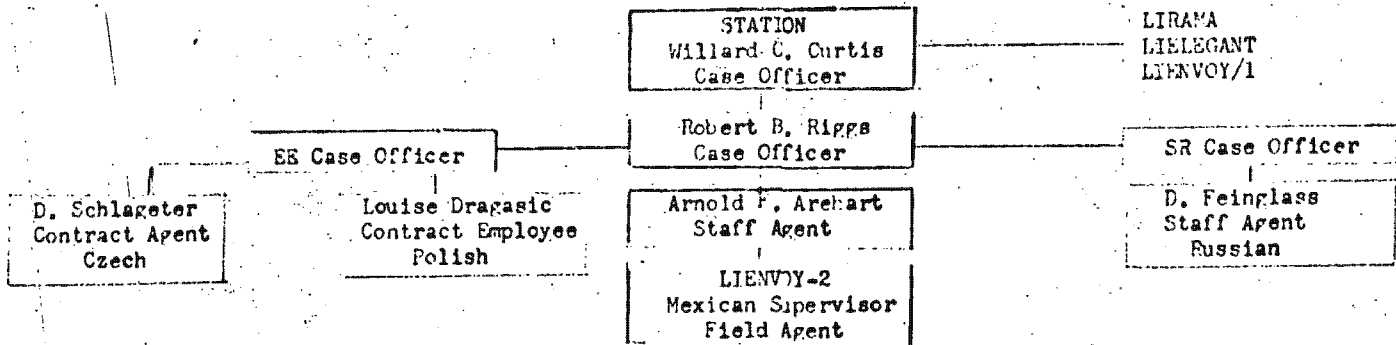 STATION
Willard C. Curtis
Case Officer
LIRAMA
LIELEGANT
LIENVOY/1
Robert B. Riggs
Case Officer
EE Case Officer
SR Case Officer
D. Schlageter
Contract Agent
Czech
Louise Dragasic
Contract Employee
Polish
Arnold F. Arehart
Staff Agent
D. Feinglass
Staff Agent
Russian
LIENVOY-2
Mexican Supervisor
Field Agent